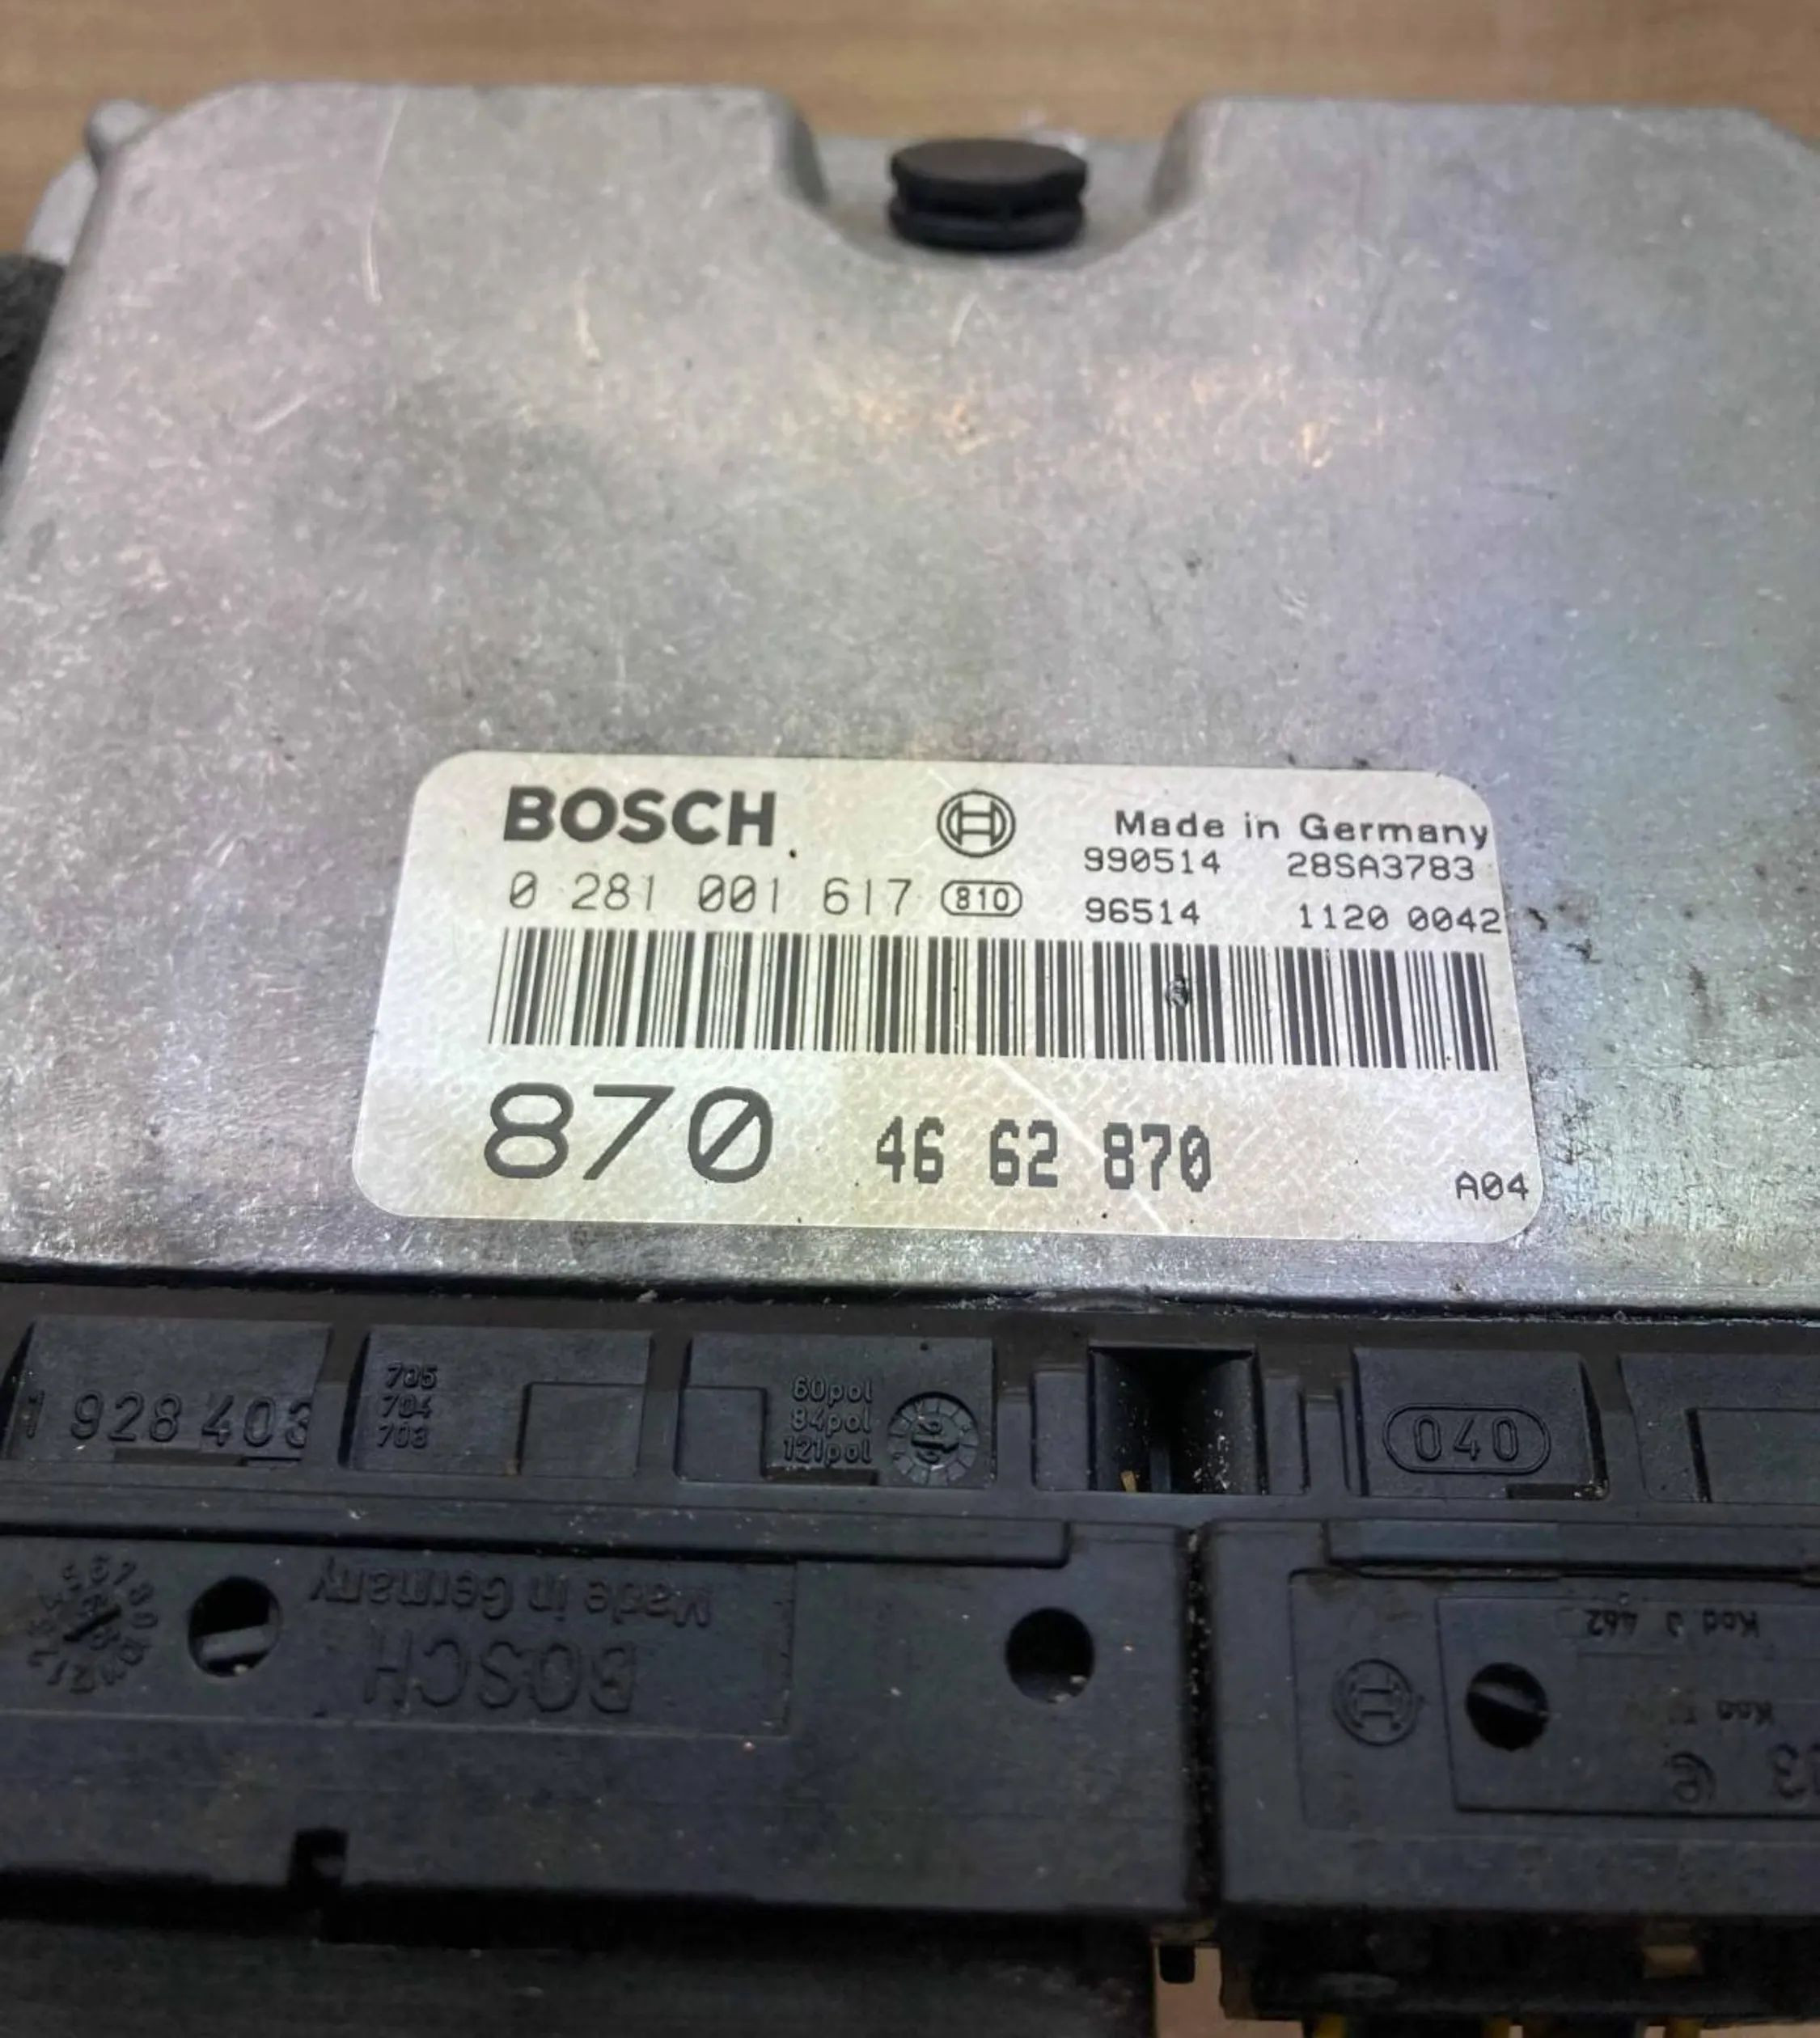 BOSCH
Made in Germany
990514 28SA3783
0 281 001 617 810
96514 1120 0042
870 46 62 870
A04
1 928 403
705
704
703
60pol
84pol
121pol
040
Made in Germany
BOSCH